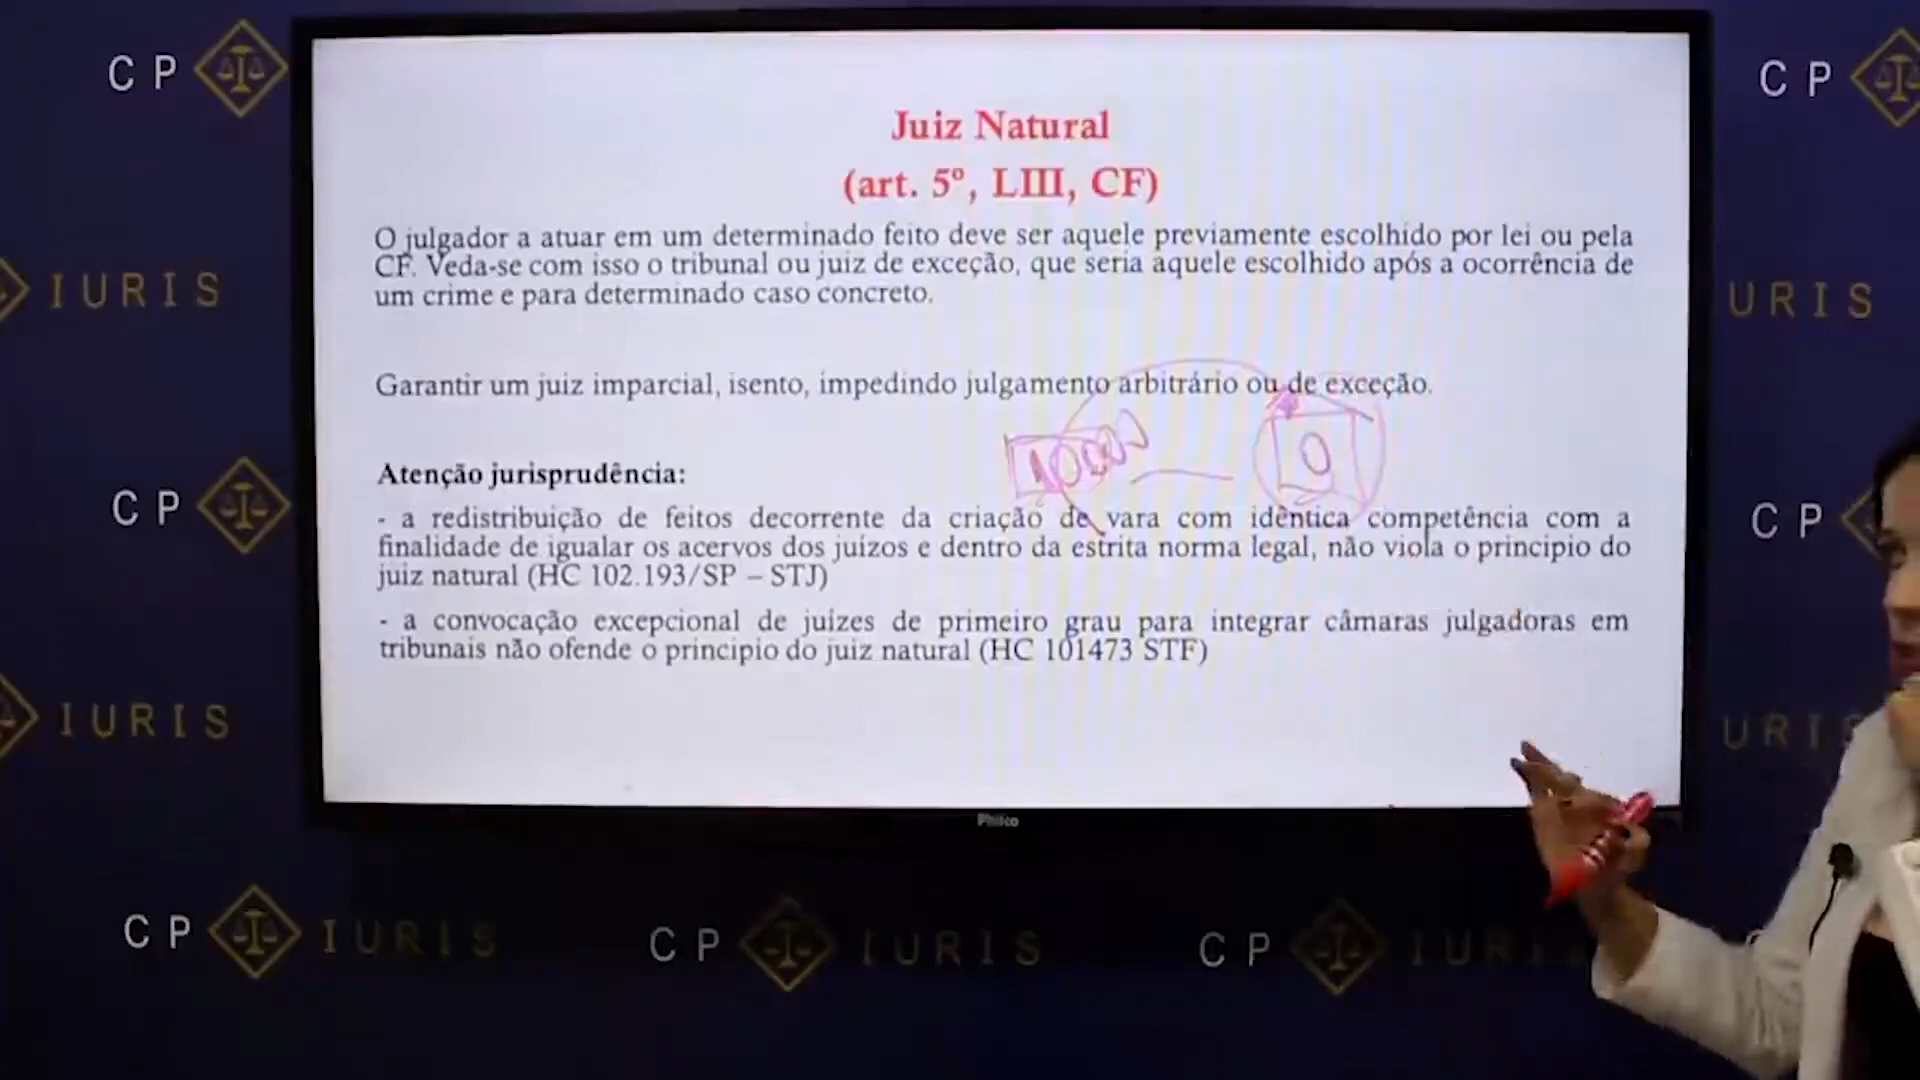 CP
CP
Juiz Natural
(art. 5º, LIII, CF)
O julgador a atuar em um determinado feito deve ser aquele previamente escolhido por lei ou pela
CF. Veda-se com isso o tribunal ou juiz de exceção, que seria aquele escolhido após a ocorrência de
um crime e para determinado caso concreto.
IURIS
URIS
Garantir um juiz imparcial, isento, impedindo julgamento arbitrário ou de exceção.
10000
0
Atenção jurisprudência:
CP
CP
- a redistribuição de feitos decorrente da criação de vara com idêntica competência com a
finalidade de igualar os acervos dos juízos e dentro da estrita norma legal, não viola o principio do
juiz natural (HC 102.193/SP – STJ)
- a convocação excepcional de juízes de primeiro grau para integrar câmaras julgadoras em
tribunais não ofende o principio do juiz natural (HC 101473 STF)
IURIS
URIS
Philco
CP IURIS
CP IURIS
CP IURIS